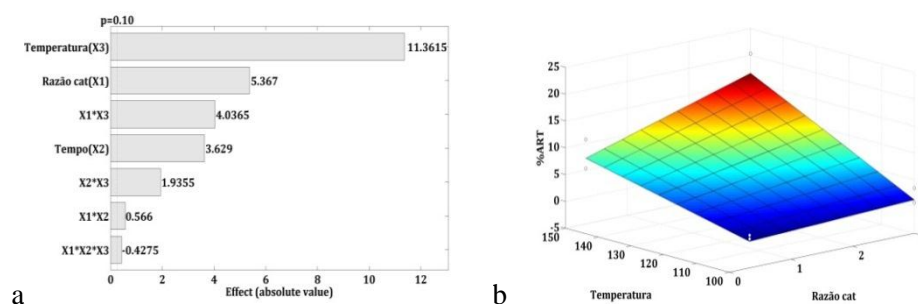 p=0.10
Temperatura(X3)
11.3615
Razão cat(X1)
5.367
X1*X3
4.0365
Tempo(X2)
3.629
X2*X3
1.9355
X1*X2
0.566
X1*X2*X3
-0.4275
0 2 4 6 8 10 12
Effect (absolute value)
a
25
20
15
10
5
0
-5
%ART
150 140 130 120 110 100
Temperatura
0 1 2
Razão cat
b